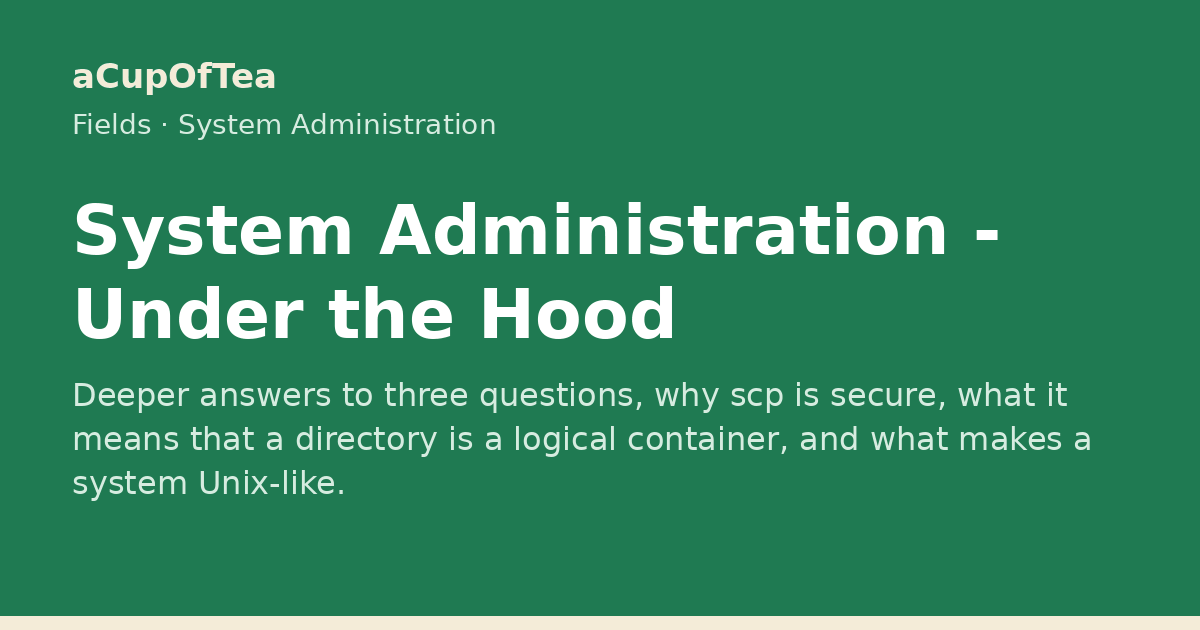 aCupOfTea
Fields · System Administration
System Administration -
Under the Hood
Deeper answers to three questions, why scp is secure, what it
means that a directory is a logical container, and what makes a
system Unix-like.